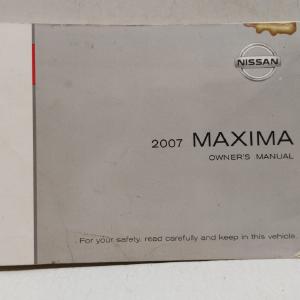 NISSAN
2007 MAXIMA
OWNER'S MANUAL
For your safety, read carefully and keep in this vehicle.